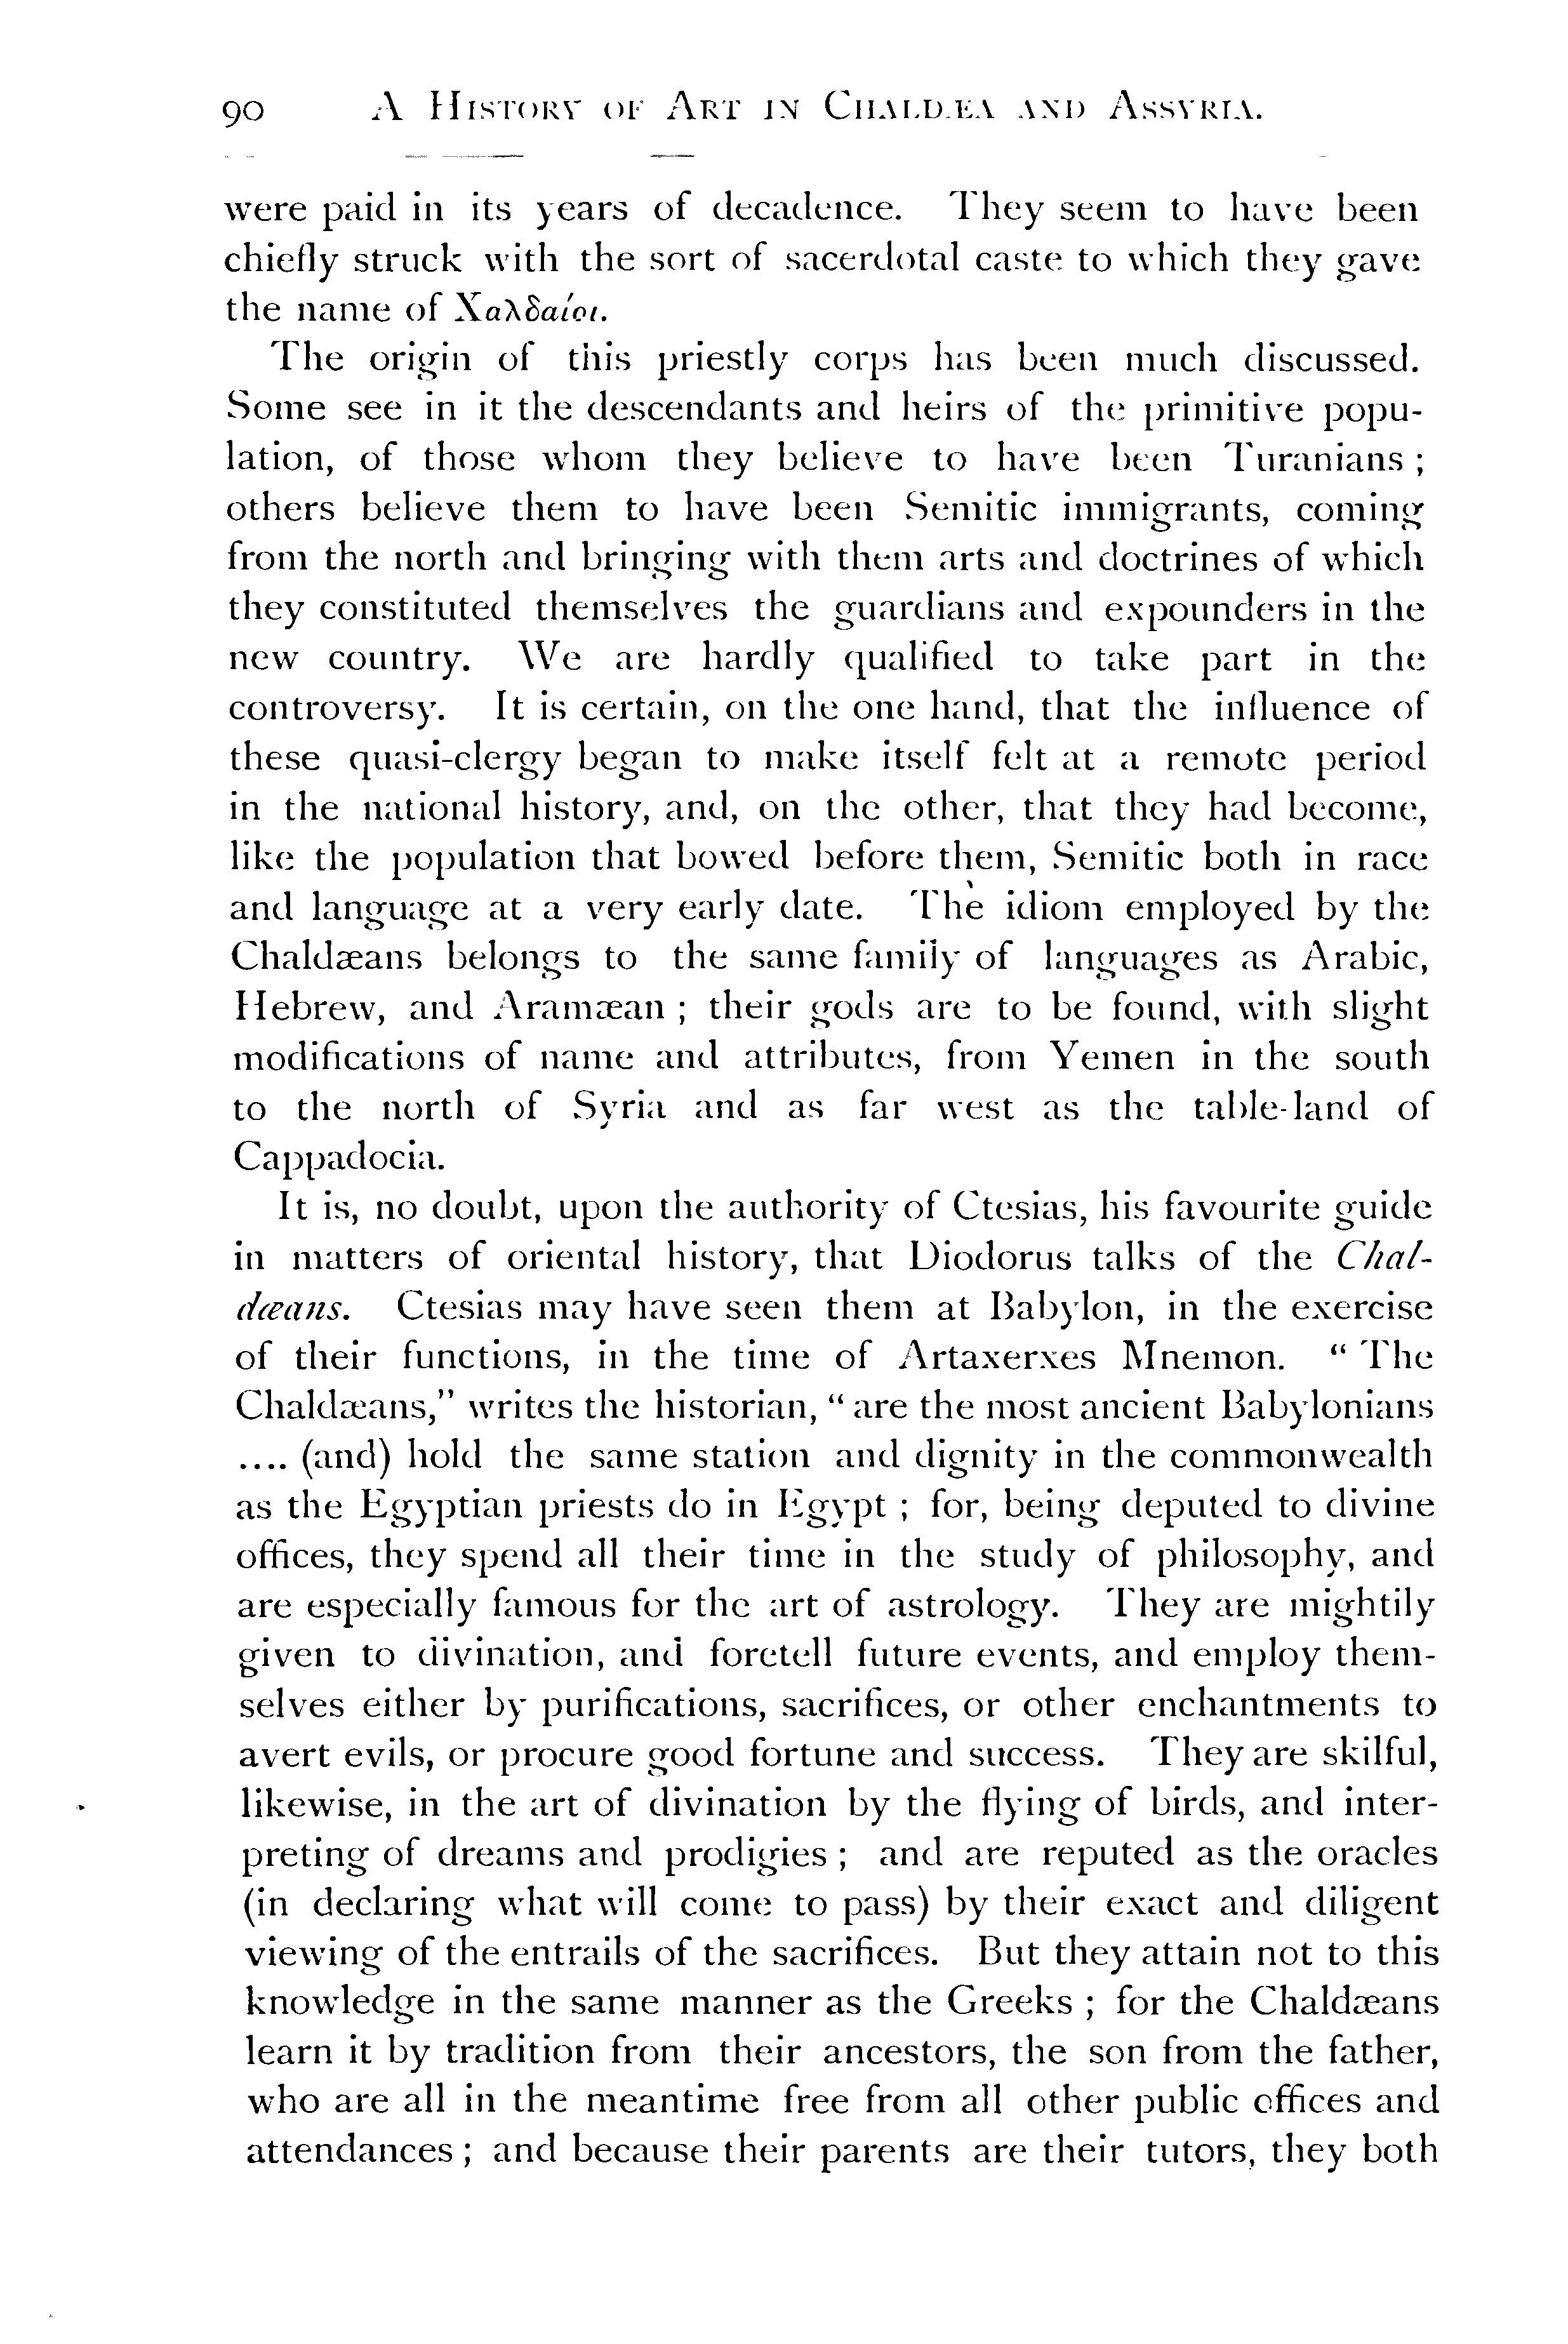 90 A History of Art in Chaldæa and Assyria.
were paid in its years of decadence. They seem to have been
chiefly struck with the sort of sacerdotal caste to which they gave
the name of Χαλδαίοι.
The origin of this priestly corps has been much discussed.
Some see in it the descendants and heirs of the primitive popu-
lation, of those whom they believe to have been Turanians ;
others believe them to have been Semitic immigrants, coming
from the north and bringing with them arts and doctrines of which
they constituted themselves the guardians and expounders in the
new country. We are hardly qualified to take part in the
controversy. It is certain, on the one hand, that the influence of
these quasi-clergy began to make itself felt at a remote period
in the national history, and, on the other, that they had become,
like the population that bowed before them, Semitic both in race
and language at a very early date. The idiom employed by the
Chaldæans belongs to the same family of languages as Arabic,
Hebrew, and Aramæan ; their gods are to be found, with slight
modifications of name and attributes, from Yemen in the south
to the north of Syria and as far west as the table-land of
Cappadocia.
It is, no doubt, upon the authority of Ctesias, his favourite guide
in matters of oriental history, that Diodorus talks of the Chal-
dæans. Ctesias may have seen them at Babylon, in the exercise
of their functions, in the time of Artaxerxes Mnemon. “ The
Chaldæans,” writes the historian, “ are the most ancient Babylonians
.... (and) hold the same station and dignity in the commonwealth
as the Egyptian priests do in Egypt ; for, being deputed to divine
offices, they spend all their time in the study of philosophy, and
are especially famous for the art of astrology. They are mightily
given to divination, and foretell future events, and employ them-
selves either by purifications, sacrifices, or other enchantments to
avert evils, or procure good fortune and success. They are skilful,
likewise, in the art of divination by the flying of birds, and inter-
preting of dreams and prodigies ; and are reputed as the oracles
(in declaring what will come to pass) by their exact and diligent
viewing of the entrails of the sacrifices. But they attain not to this
knowledge in the same manner as the Greeks ; for the Chaldæans
learn it by tradition from their ancestors, the son from the father,
who are all in the meantime free from all other public offices and
attendances ; and because their parents are their tutors, they both